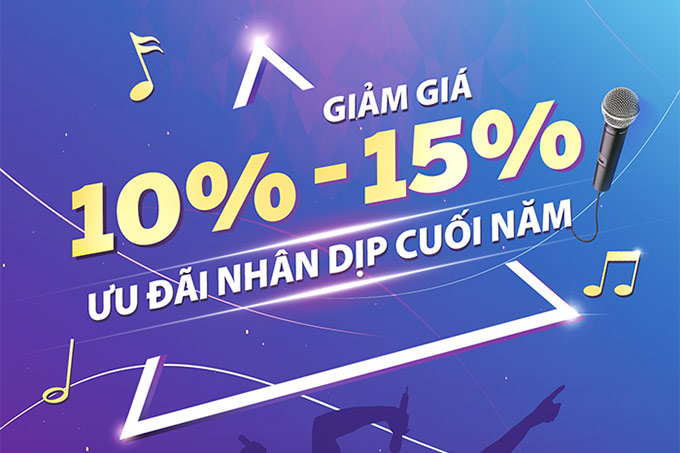 GIẢM GIÁ
10% - 15%
ƯU ĐÃI NHÂN DỊP CUỐI NĂM